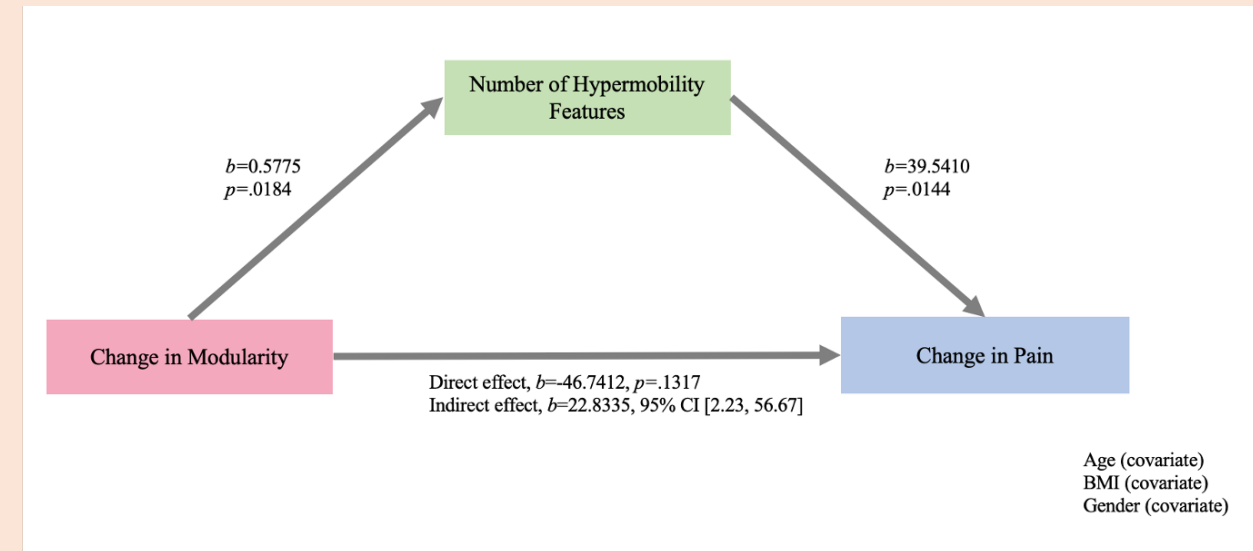 Number of Hypermobility
Features
b=0.5775
p=.0184
b=39.5410
p=.0144
Change in Modularity
Change in Pain
Direct effect, b=-46.7412, p=.1317
Indirect effect, b=22.8335, 95% CI [2.23, 56.67]
Age (covariate)
BMI (covariate)
Gender (covariate)